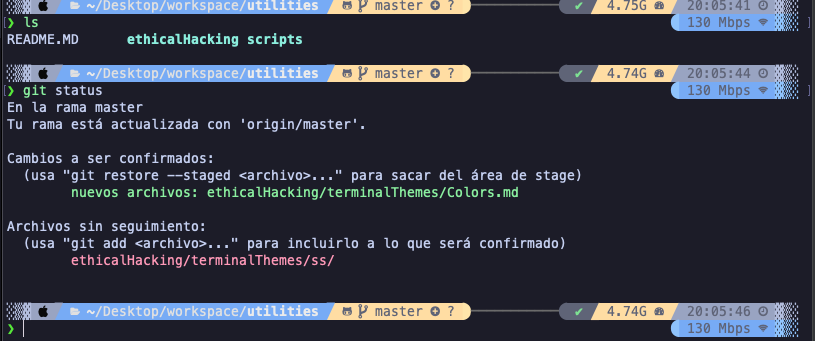 ~/Desktop/workspace/utilities master ? ✔ 4.75G 20:05:41
❯ ls 130 Mbps
README.MD ethicalHacking scripts
~/Desktop/workspace/utilities master ? ✔ 4.74G 20:05:44
❯ git status 130 Mbps
En la rama master
Tu rama está actualizada con 'origin/master'.
Cambios a ser confirmados:
(usa "git restore --staged <archivo>..." para sacar del área de stage)
nuevos archivos: ethicalHacking/terminalThemes/Colors.md
Archivos sin seguimiento:
(usa "git add <archivo>..." para incluirlo a lo que será confirmado)
ethicalHacking/terminalThemes/ss/
~/Desktop/workspace/utilities master ? ✔ 4.74G 20:05:46
❯ 130 Mbps